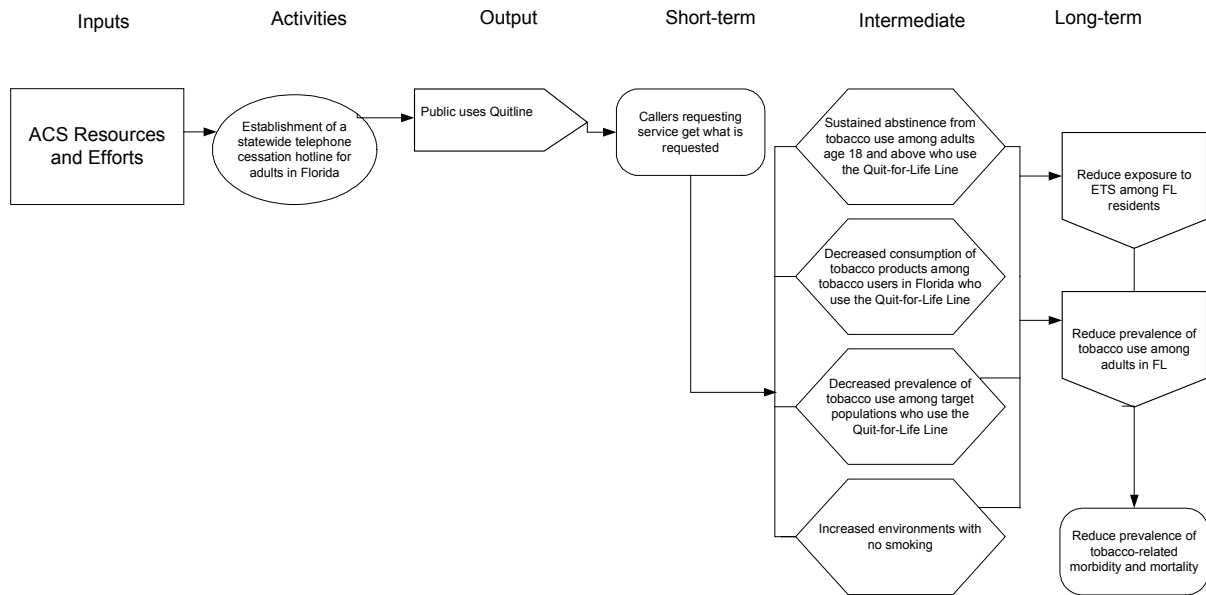 Inputs
Activities
Output
Short-term
Intermediate
Long-term
ACS Resources
and Efforts
Establishment of a
statewide telephone
cessation hotline for
adults in Florida
Public uses Quitline
Callers requesting
service get what is
requested
Sustained abstinence from
tobacco use among adults
age 18 and above who use
the Quit-for-Life Line
Decreased consumption of
tobacco products among
tobacco users in Florida who
use the Quit-for-Life Line
Decreased prevalence of
tobacco use among target
populations who use the
Quit-for-Life Line
Increased environments with
no smoking
Reduce exposure to
ETS among FL
residents
Reduce prevalence of
tobacco use among
adults in FL
Reduce prevalence of
tobacco-related
morbidity and mortality